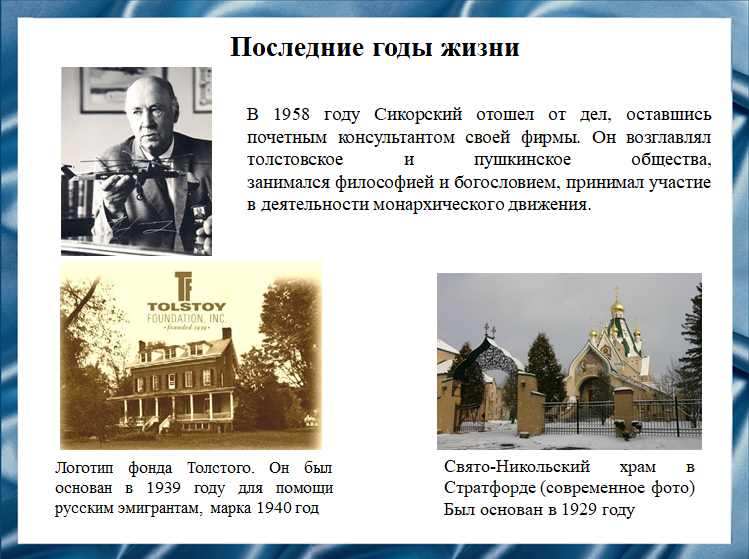 Последние годы жизни
В 1958 году Сикорский отошел от дел, оставшись
почетным консультантом своей фирмы. Он возглавлял
толстовское и пушкинское общества,
занимался философией и богословием, принимал участие
в деятельности монархического движения.
TF
TOLSTOY
FOUNDATION, INC.
• founded 1939 •
Логотип фонда Толстого. Он был
основан в 1939 году для помощи
русским эмигрантам, марка 1940 год
Свято-Никольский храм в
Стратфорде (современное фото)
Был основан в 1929 году